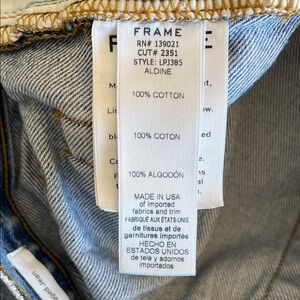 FRAME
RN# 139021
CUT# 2351
STYLE: LPJ385
ALDINE
100% COTTON
100% COTON
100% ALGODÓN
MADE IN USA
of imported
fabrics and trim
FABRIQUÉ AUX ÉTATS-UNIS
de tissus et de
garnitures importés
HECHO EN
ESTADOS UNIDOS
de tela y adornos
importados